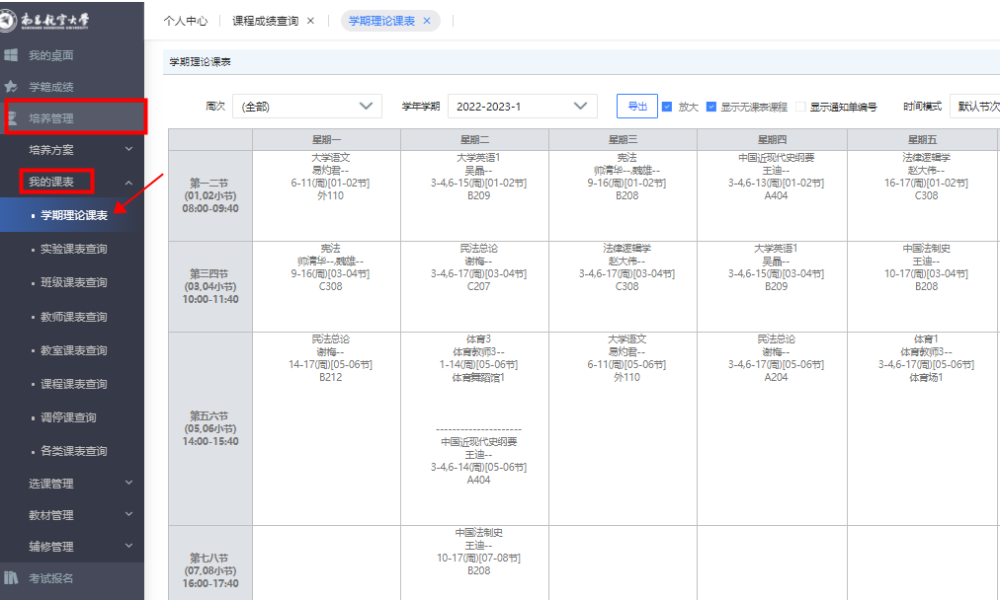 南昌航空大学
我的桌面
学籍成绩
培养管理
培养方案
我的课表
学期理论课表
实验课表查询
班级课表查询
教师课表查询
教室课表查询
课程课表查询
调停课查询
各类课表查询
选课管理
教材管理
辅修管理
考试报名
个人中心 课程成绩查询 × 学期理论课表 ×
学期理论课表
周次 (全部) 学年学期 2022-2023-1 导出 放大 显示无课表课程 显示通知单编号 时间模式 默认节次
星期一 星期二 星期三 星期四 星期五
第一二节
(01,02小节)
08:00-09:40
大学语文
易灼君--
6-11(周)[01-02节]
外110
大学英语1
吴晶--
3-4,6-15(周)[01-02节]
B209
宪法
帅清华--,魏雄--
9-16(周)[01-02节]
B208
中国近现代史纲要
王迪--
3-4,6-13(周)[01-02节]
A404
法律逻辑学
赵大伟--
16-17(周)[01-02节]
C308
第三四节
(03,04小节)
10:00-11:40
宪法
帅清华--,魏雄--
9-16(周)[03-04节]
C308
民法总论
谢梅--
3-4,6-17(周)[03-04节]
C207
法律逻辑学
赵大伟--
3-4,6-17(周)[03-04节]
C308
大学英语1
吴晶--
3-4,6-15(周)[03-04节]
B209
中国法制史
王迪--
10-17(周)[03-04节]
B208
第五六节
(05,06小节)
14:00-15:40
民法总论
谢梅--
14-17(周)[05-06节]
B212
体育3
体育教师3--
1-14(周)[05-06节]
体育舞蹈馆1
---------------------
中国近现代史纲要
王迪--
3-4,6-14(周)[05-06节]
A404
大学语文
易灼君--
6-11(周)[05-06节]
外110
民法总论
谢梅--
3-4,6-17(周)[05-06节]
A204
体育1
体育教师3--
3-4,6-17(周)[05-06节]
体育场1
第七八节
(07,08小节)
16:00-17:40
中国法制史
王迪--
10-17(周)[07-08节]
B208